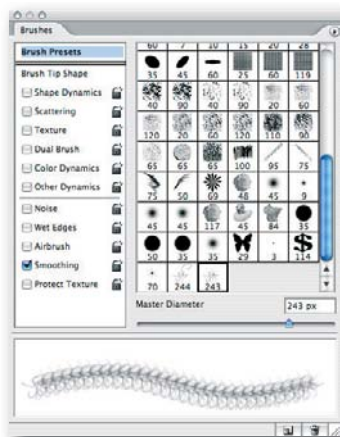 Brushes
Brush Presets
Brush Tip Shape
Shape Dynamics
Scattering
Texture
Dual Brush
Color Dynamics
Other Dynamics
Noise
Wet Edges
Airbrush
Smoothing
Protect Texture
60 7 10 15 20 28
35 45 60 25 60 119
40 90 40 90 20 60
120 20 60 120 110 90
65 65 65 100 95 75
75 50 69 48 45 9
45 45 117 45 84 35
50 35 35 29 3 114
70 244 243
Master Diameter 243 px